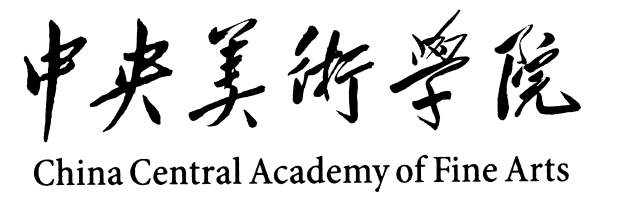 中央美術學院
China Central Academy of Fine Arts